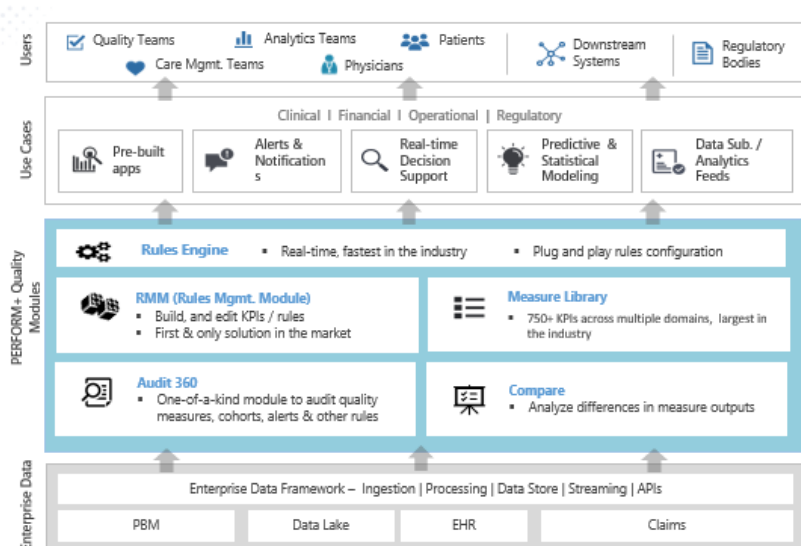 Users
Quality Teams
Analytics Teams
Patients
Care Mgmt. Teams
Physicians
Downstream
Systems
Regulatory
Bodies
Use Cases
Clinical I Financial I Operational | Regulatory
Pre-built
apps
Alerts &
Notification
s
Real-time
Decision
Support
Predictive &
Statistical
Modeling
Data Sub. /
Analytics
Feeds
PERFORM+ Quality
Modules
Rules Engine
▪ Real-time, fastest in the industry
▪ Plug and play rules configuration
RMM (Rules Mgmt. Module)
▪ Build, and edit KPIs / rules
▪ First & only solution in the market
Measure Library
▪ 750+ KPIs across multiple domains, largest in
the industry
Audit 360
▪ One-of-a-kind module to audit quality
measures, cohorts, alerts & other rules
Compare
▪ Analyze differences in measure outputs
Enterprise Data
Enterprise Data Framework – Ingestion | Processing | Data Store | Streaming | APIs
PBM
Data Lake
EHR
Claims